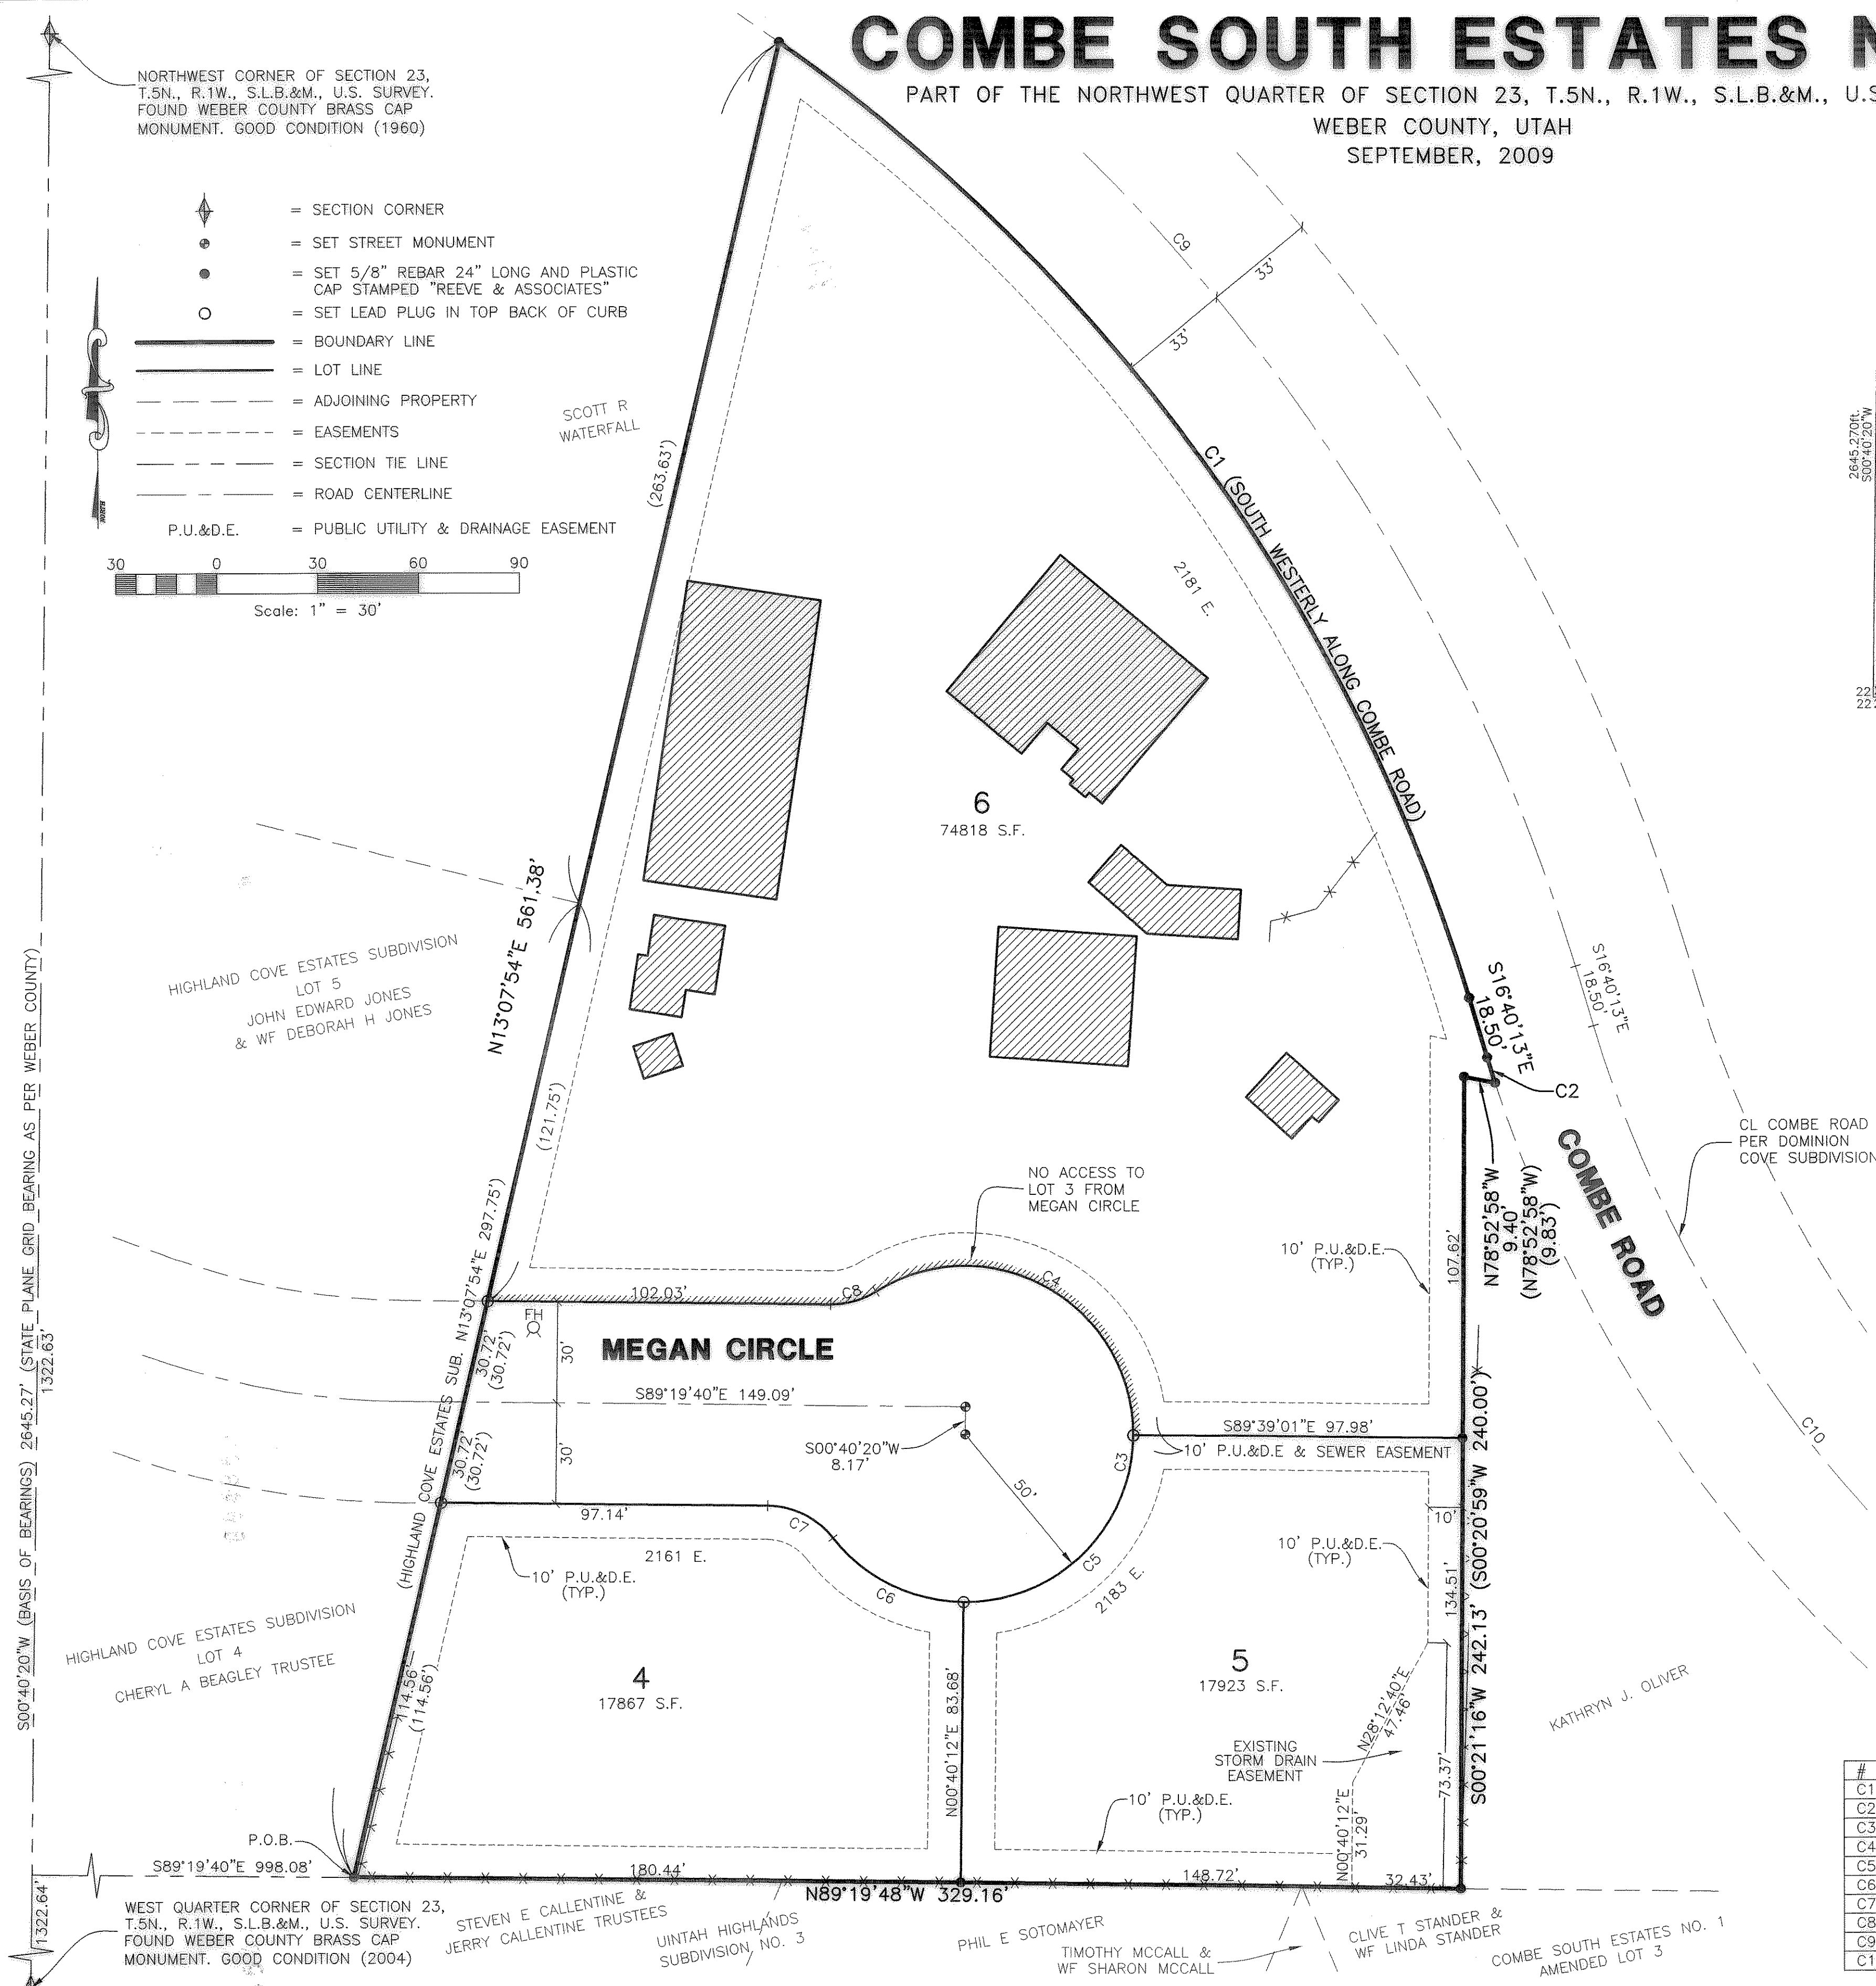 COMBE SOUTH ESTATES N
PART OF THE NORTHWEST QUARTER OF SECTION 23, T.5N., R.1W., S.L.B.&M., U.S
WEBER COUNTY, UTAH
SEPTEMBER, 2009
NORTHWEST CORNER OF SECTION 23,
T.5N., R.1W., S.L.B.&M., U.S. SURVEY.
FOUND WEBER COUNTY BRASS CAP
MONUMENT. GOOD CONDITION (1960)
= SECTION CORNER
= SET STREET MONUMENT
= SET 5/8" REBAR 24" LONG AND PLASTIC
CAP STAMPED "REEVE & ASSOCIATES"
= SET LEAD PLUG IN TOP BACK OF CURB
= BOUNDARY LINE
= LOT LINE
= ADJOINING PROPERTY
= EASEMENTS
= SECTION TIE LINE
= ROAD CENTERLINE
P.U.&D.E. = PUBLIC UTILITY & DRAINAGE EASEMENT
NORTH
30 0 30 60 90
Scale: 1" = 30'
SCOTT R
WATERFALL
(263.63')
C9
33'
33'
C1 (SOUTH WESTERLY ALONG COMBE ROAD)
2181 E.
2645.270ft.
S00°40'20"W
22
22
6
74818 S.F.
N13°07'54"E 561.38'
HIGHLAND COVE ESTATES SUBDIVISION
LOT 5
JOHN EDWARD JONES
& WF DEBORAH H JONES
(121.75')
S16°40'13"E
18.50'
S16°40'13"E
18.50'
C2
CL COMBE ROAD
PER DOMINION
COVE SUBDIVISION
COMBE ROAD
N78°52'58"W
9.40'
(N78°52'58"W)
(9.83')
107.62'
NO ACCESS TO
LOT 3 FROM
MEGAN CIRCLE
10' P.U.&D.E.
(TYP.)
(HIGHLAND COVE ESTATES SUB. N13°07'54"E 297.75')
102.03'
C8
C4
FH
30.72'
(30.72')
30'
MEGAN CIRCLE
S89°19'40"E 149.09'
30.72'
(30.72')
30'
S00°40'20"W
8.17'
50'
C3
S89°39'01"E 97.98'
10' P.U.&D.E & SEWER EASEMENT
C10
97.14'
C7
2161 E.
10' P.U.&D.E.
(TYP.)
C6
C5
2183 E.
10' P.U.&D.E.
(TYP.)
10'
134.51'
S00°21'16"W 242.13' (S00°20'59"W 240.00')
S00°40'20"W (BASIS OF BEARINGS) 2645.27' (STATE PLANE GRID BEARING AS PER WEBER COUNTY)
1322.63'
HIGHLAND COVE ESTATES SUBDIVISION
LOT 4
CHERYL A BEAGLEY TRUSTEE
114.56'
(114.56')
4
17867 S.F.
N00°40'12"E 83.68'
5
17923 S.F.
N28°12'40"E
47.46'
EXISTING
STORM DRAIN
EASEMENT
73.37'
N00°40'12"E
31.29'
10' P.U.&D.E.
(TYP.)
KATHRYN J. OLIVER
P.O.B.
S89°19'40"E 998.08'
180.44'
N89°19'48"W 329.16'
148.72'
32.43'
1322.64'
WEST QUARTER CORNER OF SECTION 23,
T.5N., R.1W., S.L.B.&M., U.S. SURVEY.
FOUND WEBER COUNTY BRASS CAP
MONUMENT. GOOD CONDITION (2004)
STEVEN E CALLENTINE &
JERRY CALLENTINE TRUSTEES
UINTAH HIGHLANDS
SUBDIVISION NO. 3
PHIL E SOTOMAYER
TIMOTHY MCCALL &
WF SHARON MCCALL
CLIVE T STANDER &
WF LINDA STANDER
COMBE SOUTH ESTATES NO. 1
AMENDED LOT 3
#
C1
C2
C3
C4
C5
C6
C7
C8
C9
C1